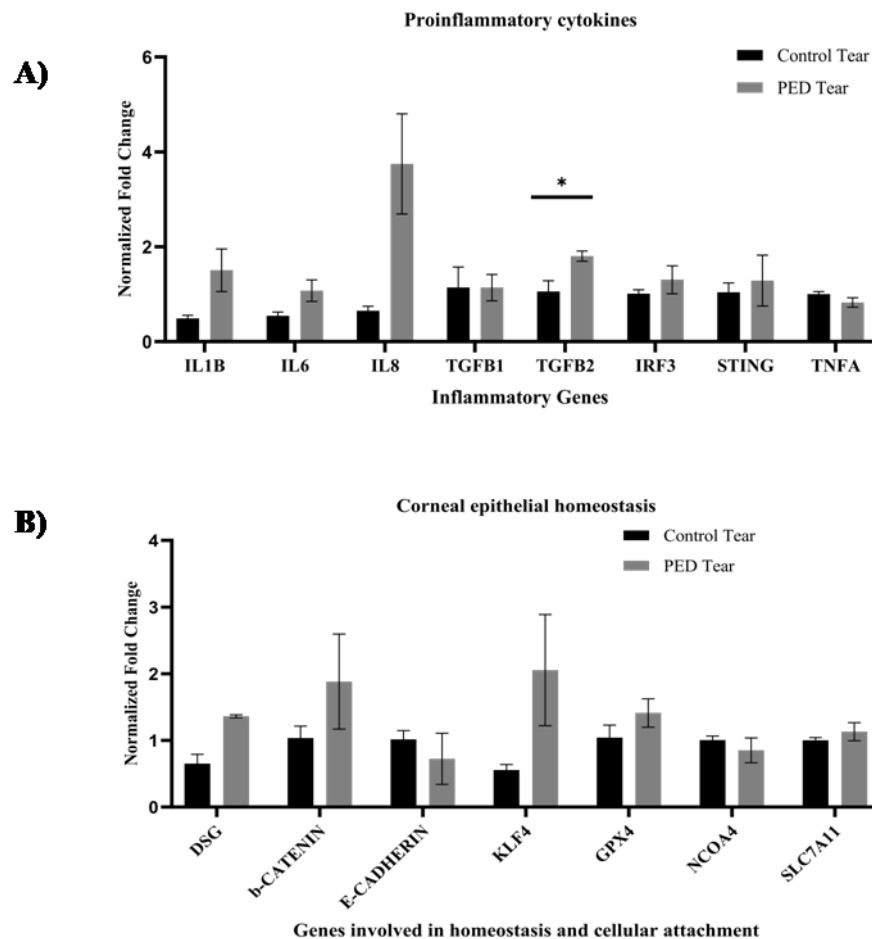 Proinflammatory cytokines
A)
Control Tear
PED Tear
Normalized Fold Change
6
4
2
0
*
IL1B IL6 IL8 TGFB1 TGFB2 IRF3 STING TNFA
Inflammatory Genes
B)
Corneal epithelial homeostasis
Control Tear
PED Tear
Normalized Fold Change
4
3
2
1
0
DSG b-CATENIN E-CADHERIN KLF4 GPX4 NCOA4 SLC7A11
Genes involved in homeostasis and cellular attachment